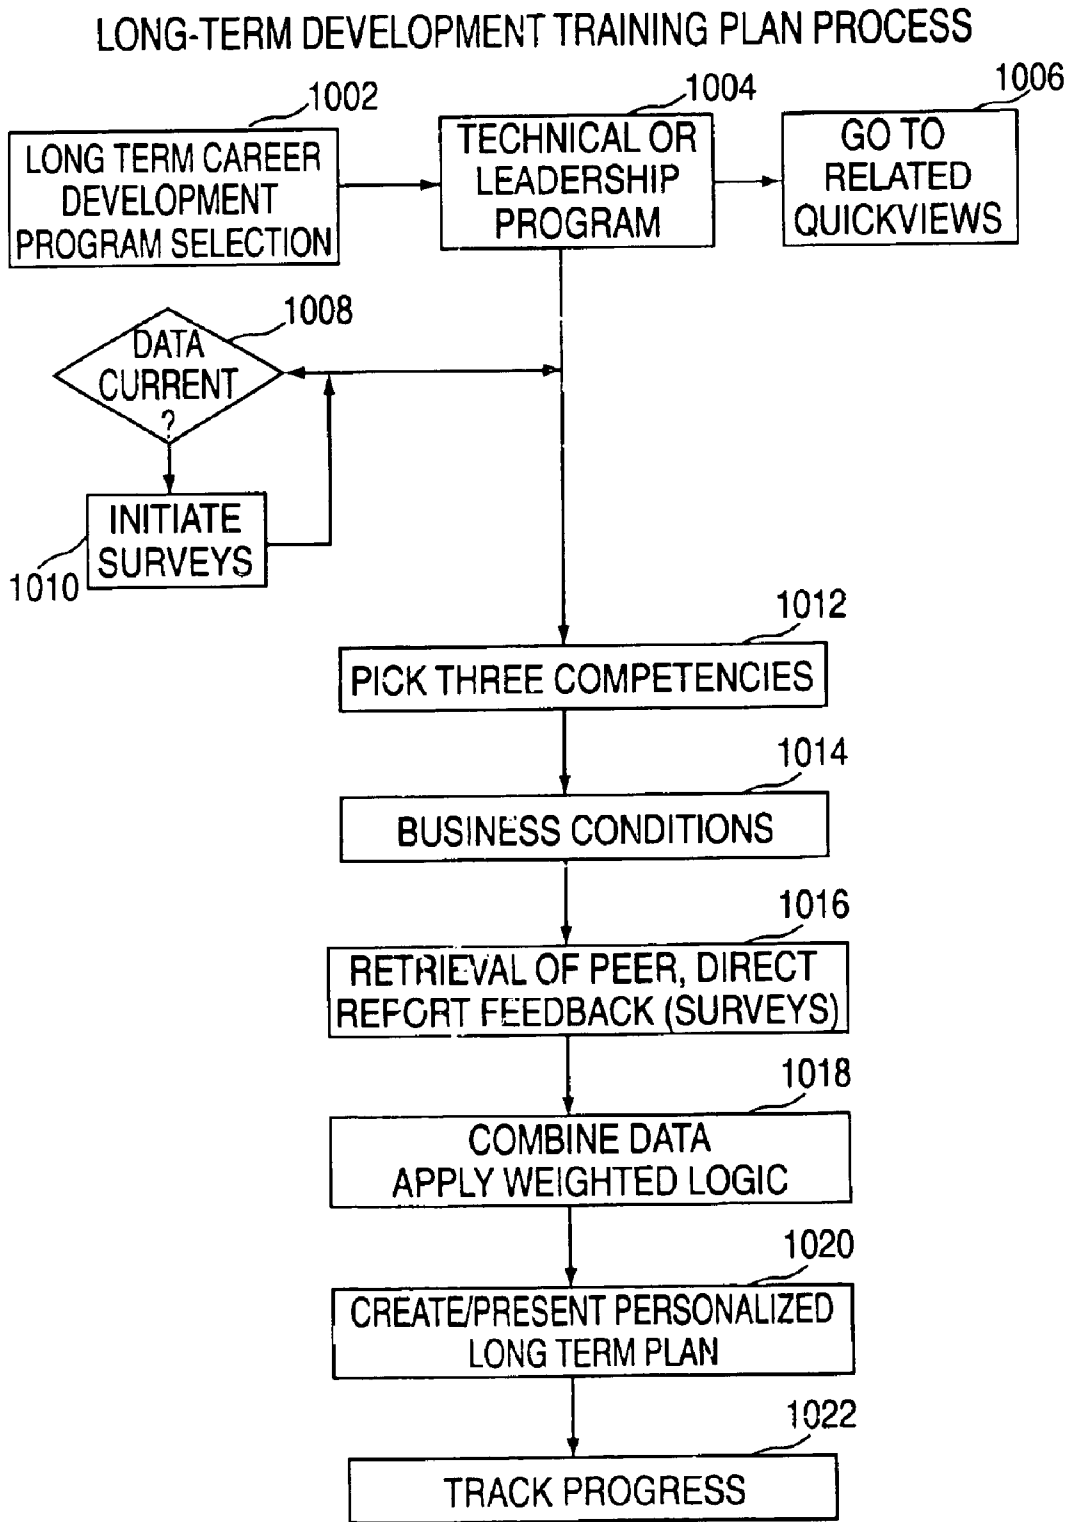 LONG-TERM DEVELOPMENT TRAINING PLAN PROCESS
1002
LONG TERM CAREER
DEVELOPMENT
PROGRAM SELECTION
1004
TECHNICAL OR
LEADERSHIP
PROGRAM
1006
GO TO
RELATED
QUICKVIEWS
1008
DATA
CURRENT
?
INITIATE
SURVEYS
1010
1012
PICK THREE COMPETENCIES
1014
BUSINESS CONDITIONS
1016
RETRIEVAL OF PEER, DIRECT
REPORT FEEDBACK (SURVEYS)
1018
COMBINE DATA
APPLY WEIGHTED LOGIC
1020
CREATE/PRESENT PERSONALIZED
LONG TERM PLAN
1022
TRACK PROGRESS